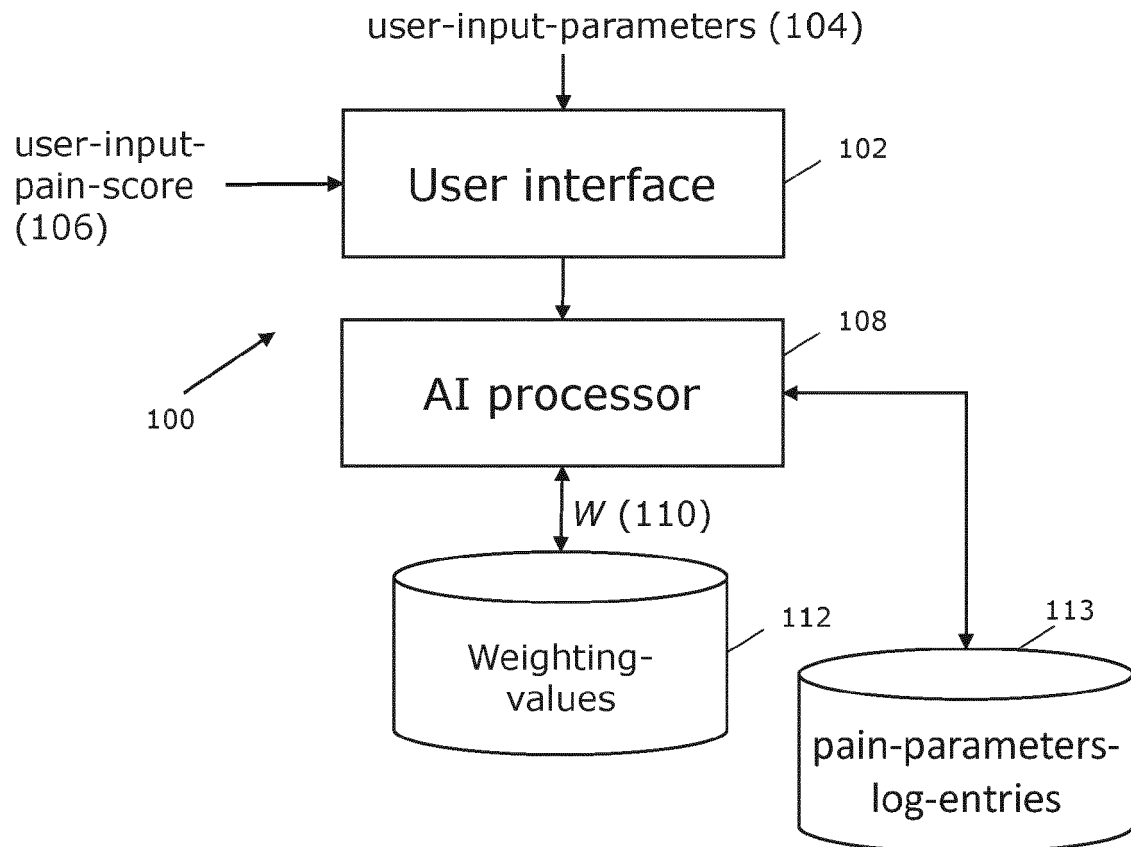 user-input-parameters (104)
user-input-
pain-score
(106)
User interface
102
AI processor
108
100
W (110)
Weighting-
values
112
113
pain-parameters-
log-entries